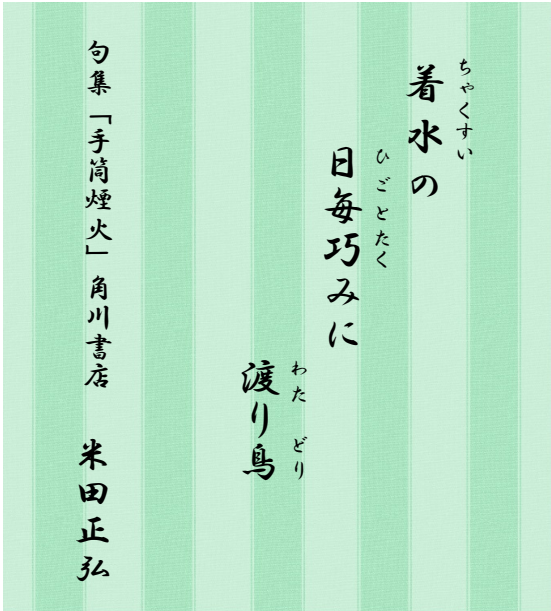 ちゃくすい
着水の
ひごとたく
日毎巧みに
わた どり
渡り鳥
句集「手筒煙火」角川書店 米田正弘